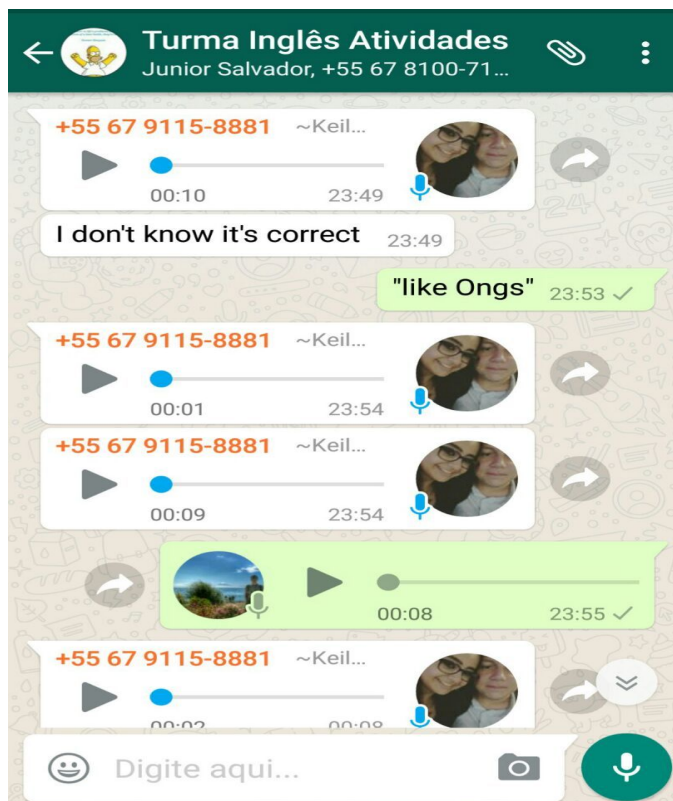 Turma Inglês Atividades
Junior Salvador, +55 67 8100-71...
+55 67 9115-8881 ~Keil...
00:10 23:49
I don't know it's correct 23:49
"like Ongs" 23:53
+55 67 9115-8881 ~Keil...
00:01 23:54
+55 67 9115-8881 ~Keil...
00:09 23:54
00:08 23:55
+55 67 9115-8881 ~Keil...
Digite aqui...